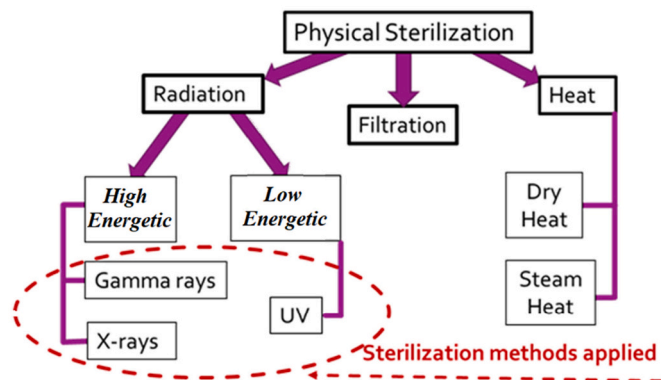 Physical Sterilization
Radiation
Filtration
Heat
High
Energetic
Low
Energetic
Dry
Heat
Gamma rays
Steam
Heat
UV
X-rays
Sterilization methods applied